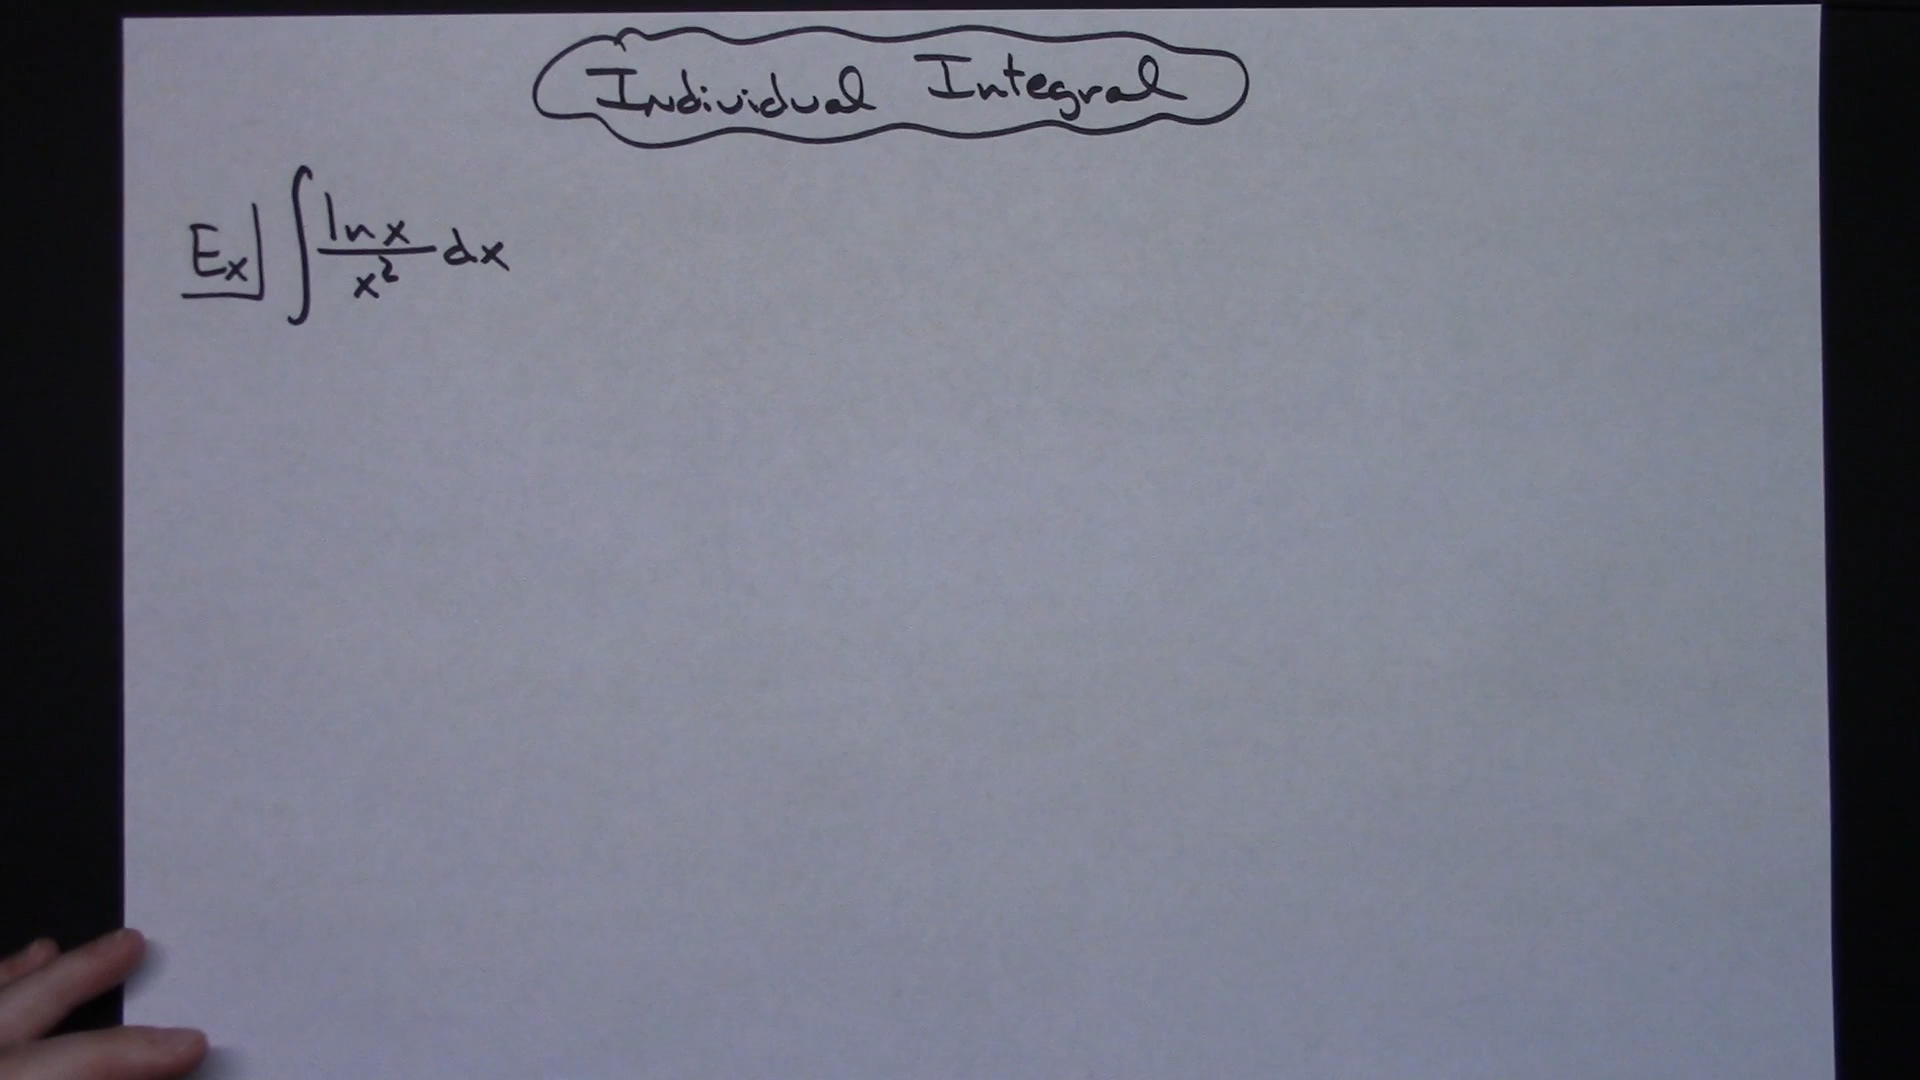 Individual Integral
Ex ∫ ln x / x² dx